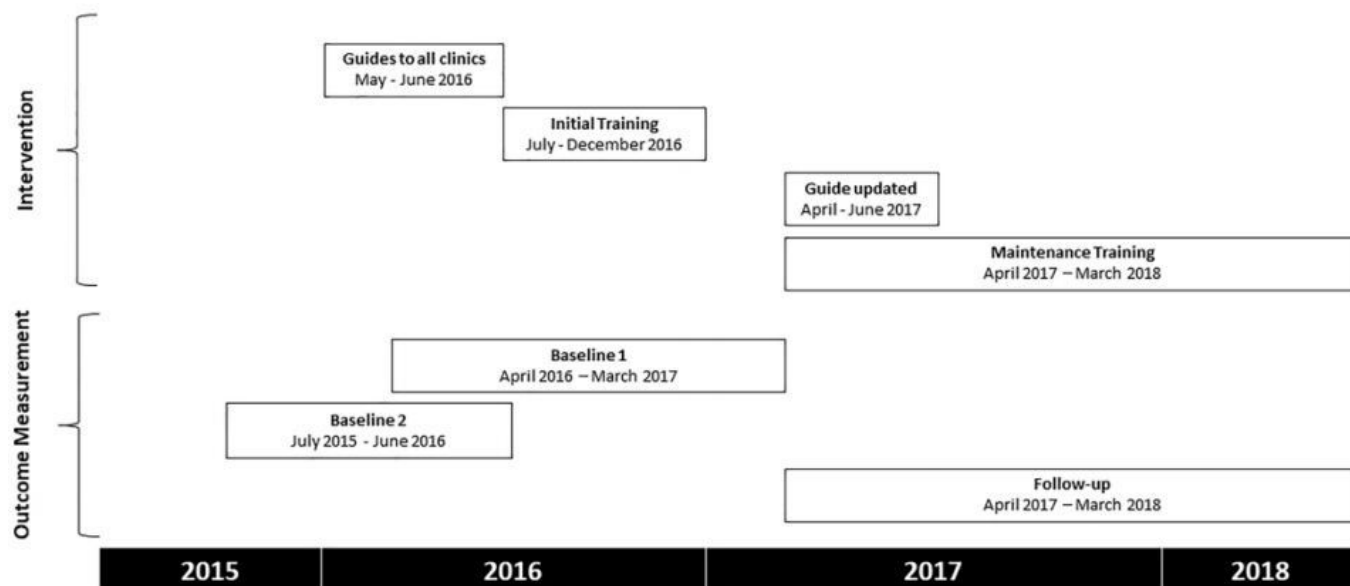 Intervention
Guides to all clinics
May - June 2016
Initial Training
July - December 2016
Guide updated
April - June 2017
Maintenance Training
April 2017 – March 2018
Outcome Measurement
Baseline 1
April 2016 – March 2017
Baseline 2
July 2015 - June 2016
Follow-up
April 2017 – March 2018
2015 2016 2017 2018